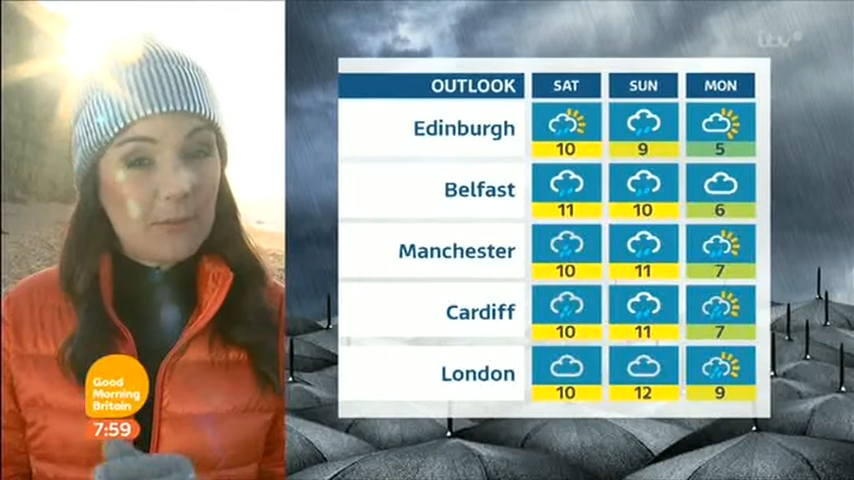 itv
OUTLOOK SAT SUN MON
Edinburgh 10 9 5
Belfast 11 10 6
Manchester 10 11 7
Cardiff 10 11 7
London 10 12 9
Good
Morning
Britain
7:59